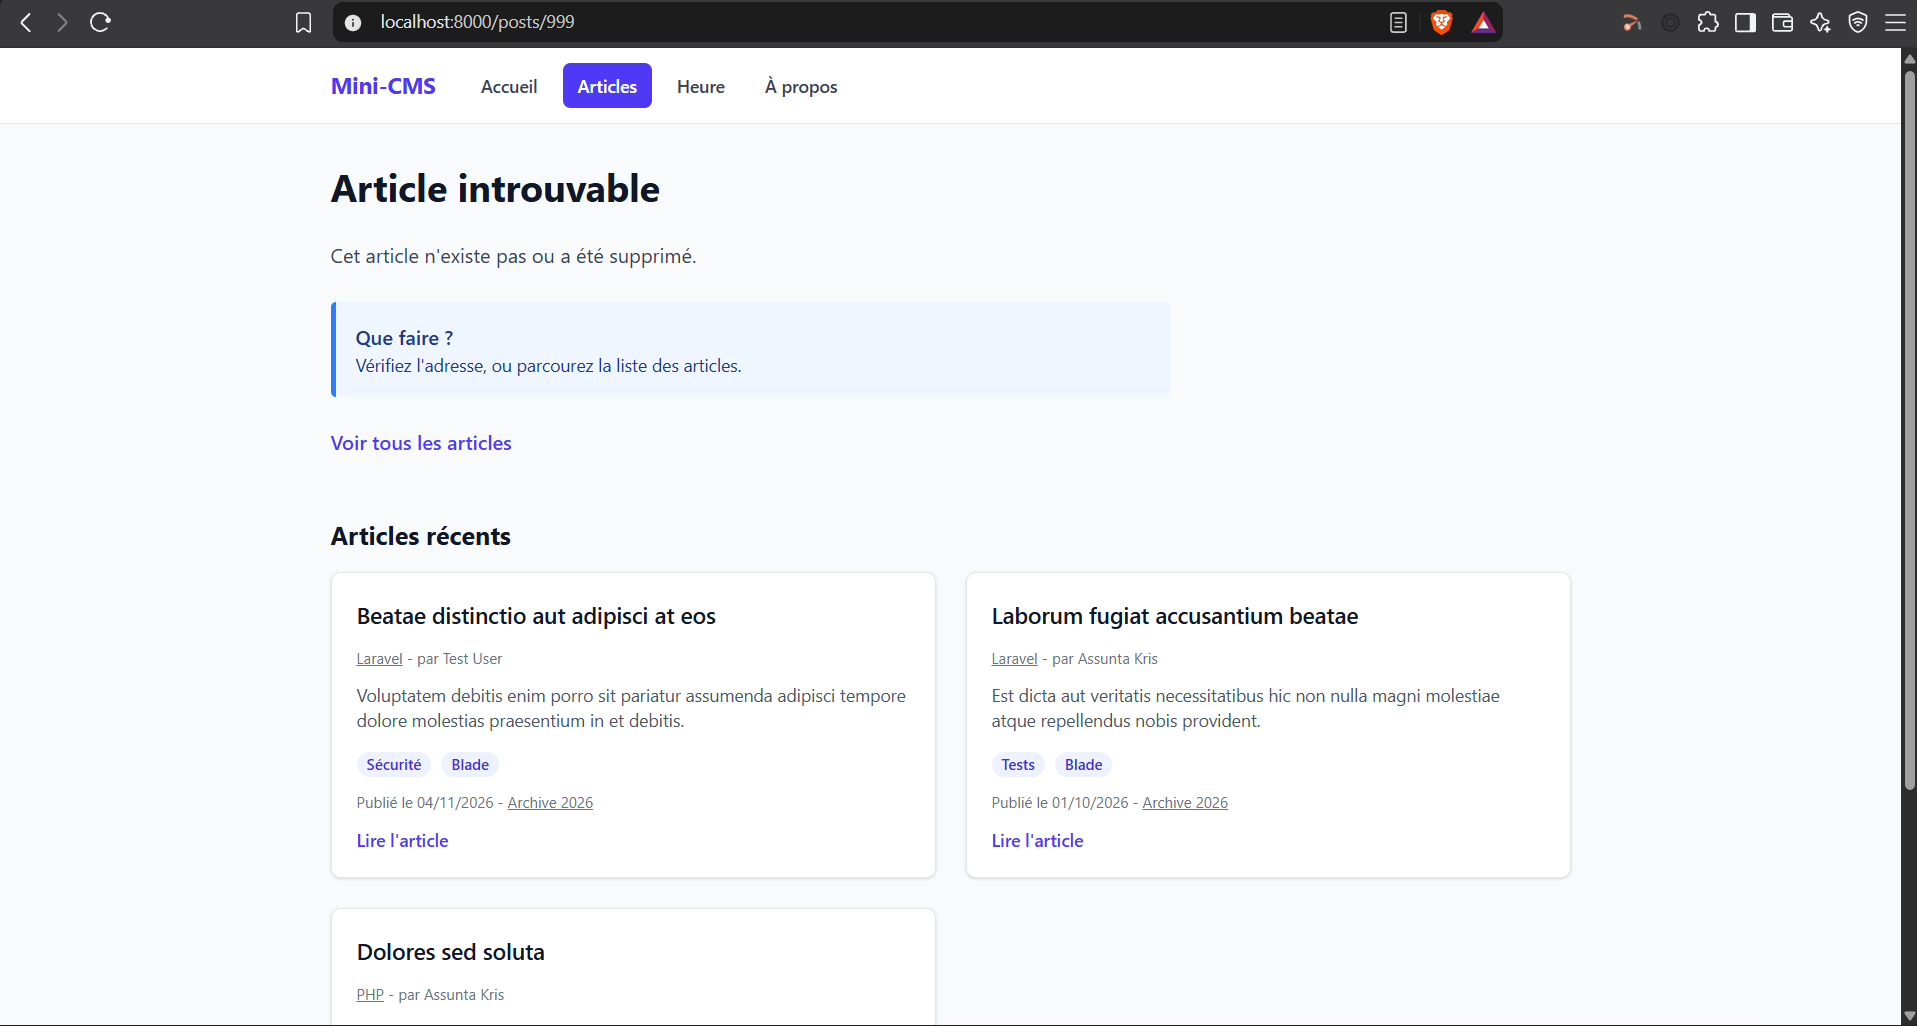 localhost:8000/posts/999
Mini-CMS Accueil Articles Heure À propos
Article introuvable
Cet article n'existe pas ou a été supprimé.
Que faire ?
Vérifiez l'adresse, ou parcourez la liste des articles.
Voir tous les articles
Articles récents
Beatae distinctio aut adipisci at eos
Laravel - par Test User
Voluptatem debitis enim porro sit pariatur assumenda adipisci tempore
dolore molestias praesentium in et debitis.
Sécurité Blade
Publié le 04/11/2026 - Archive 2026
Lire l'article
Laborum fugiat accusantium beatae
Laravel - par Assunta Kris
Est dicta aut veritatis necessitatibus hic non nulla magni molestiae
atque repellendus nobis provident.
Tests Blade
Publié le 01/10/2026 - Archive 2026
Lire l'article
Dolores sed soluta
PHP - par Assunta Kris